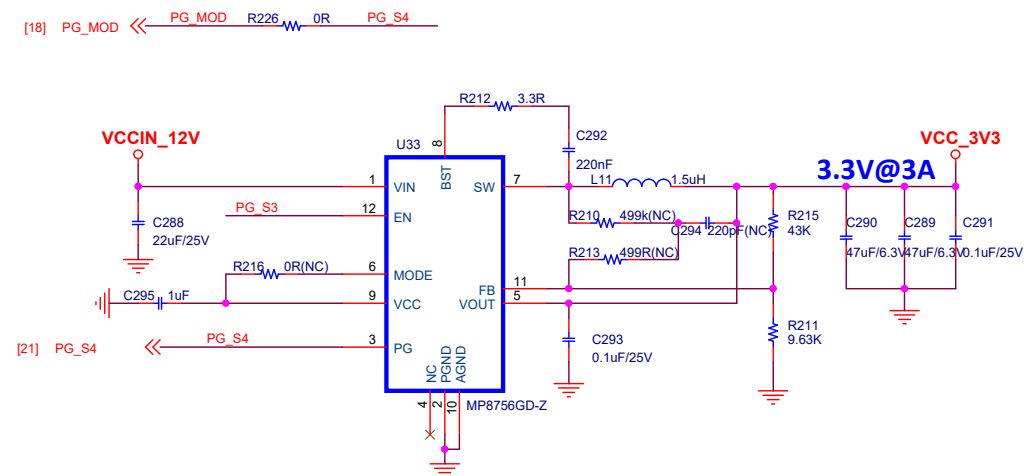 [18] PG_MOD PG_MOD R226 0R PG_S4
R212 3.3R
VCCIN_12V U33 8 C292 VCC_3V3
220nF
BST
3.3V@3A
1 VIN SW 7 L11 1.5uH
PG_S3 12 EN
C288
22uF/25V
R210 499k(NC) C294 220pF(NC)
R215
43K
C290 C289 C291
47uF/6.3V 47uF/6.3V 0.1uF/25V
R213 499R(NC)
R216 0R(NC) 6 MODE
FB 11
C295 1uF 9 VCC VOUT 5
R211
9.63K
C293
0.1uF/25V
[21] PG_S4 PG_S4 3 PG
NC PGND AGND
4 2 10
MP8756GD-Z